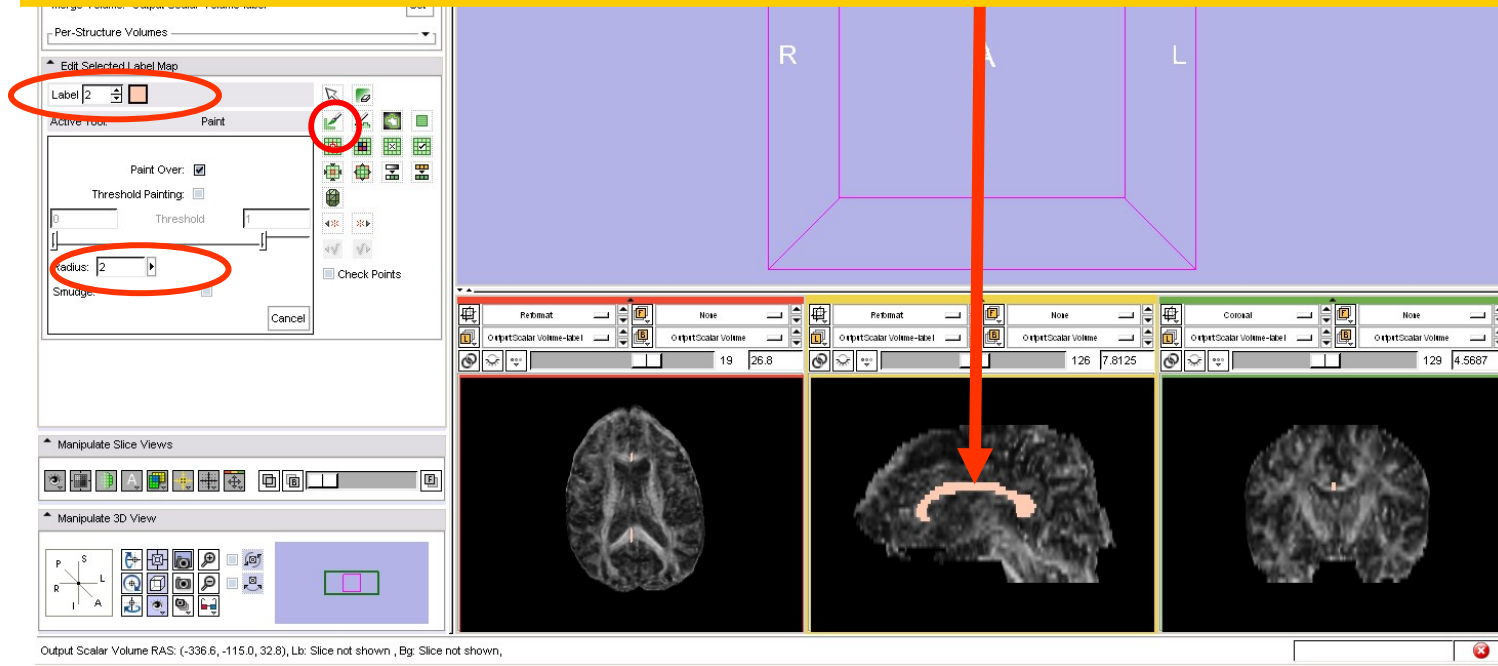 Merge Volume: Output Scalar Volume-label Set
Per-Structure Volumes
Edit Selected Label Map
Label 2
Active Tool: Paint
Paint Over:
Threshold Painting:
0 Threshold 1
Radius: 2
Smudge:
Check Points
Cancel
R A L
Reformat None
OutputScalar Volume-label OutputScalar Volume
19 26.8
Reformat None
OutputScalar Volume-label OutputScalar Volume
126 7.8125
Coronal None
OutputScalar Volume-label OutputScalar Volume
129 4.5687
Manipulate Slice Views
Manipulate 3D View
P S
R L
I A
Output Scalar Volume RAS: (-336.6, -115.0, 32.8), Lb: Slice not shown , Bg: Slice not shown,